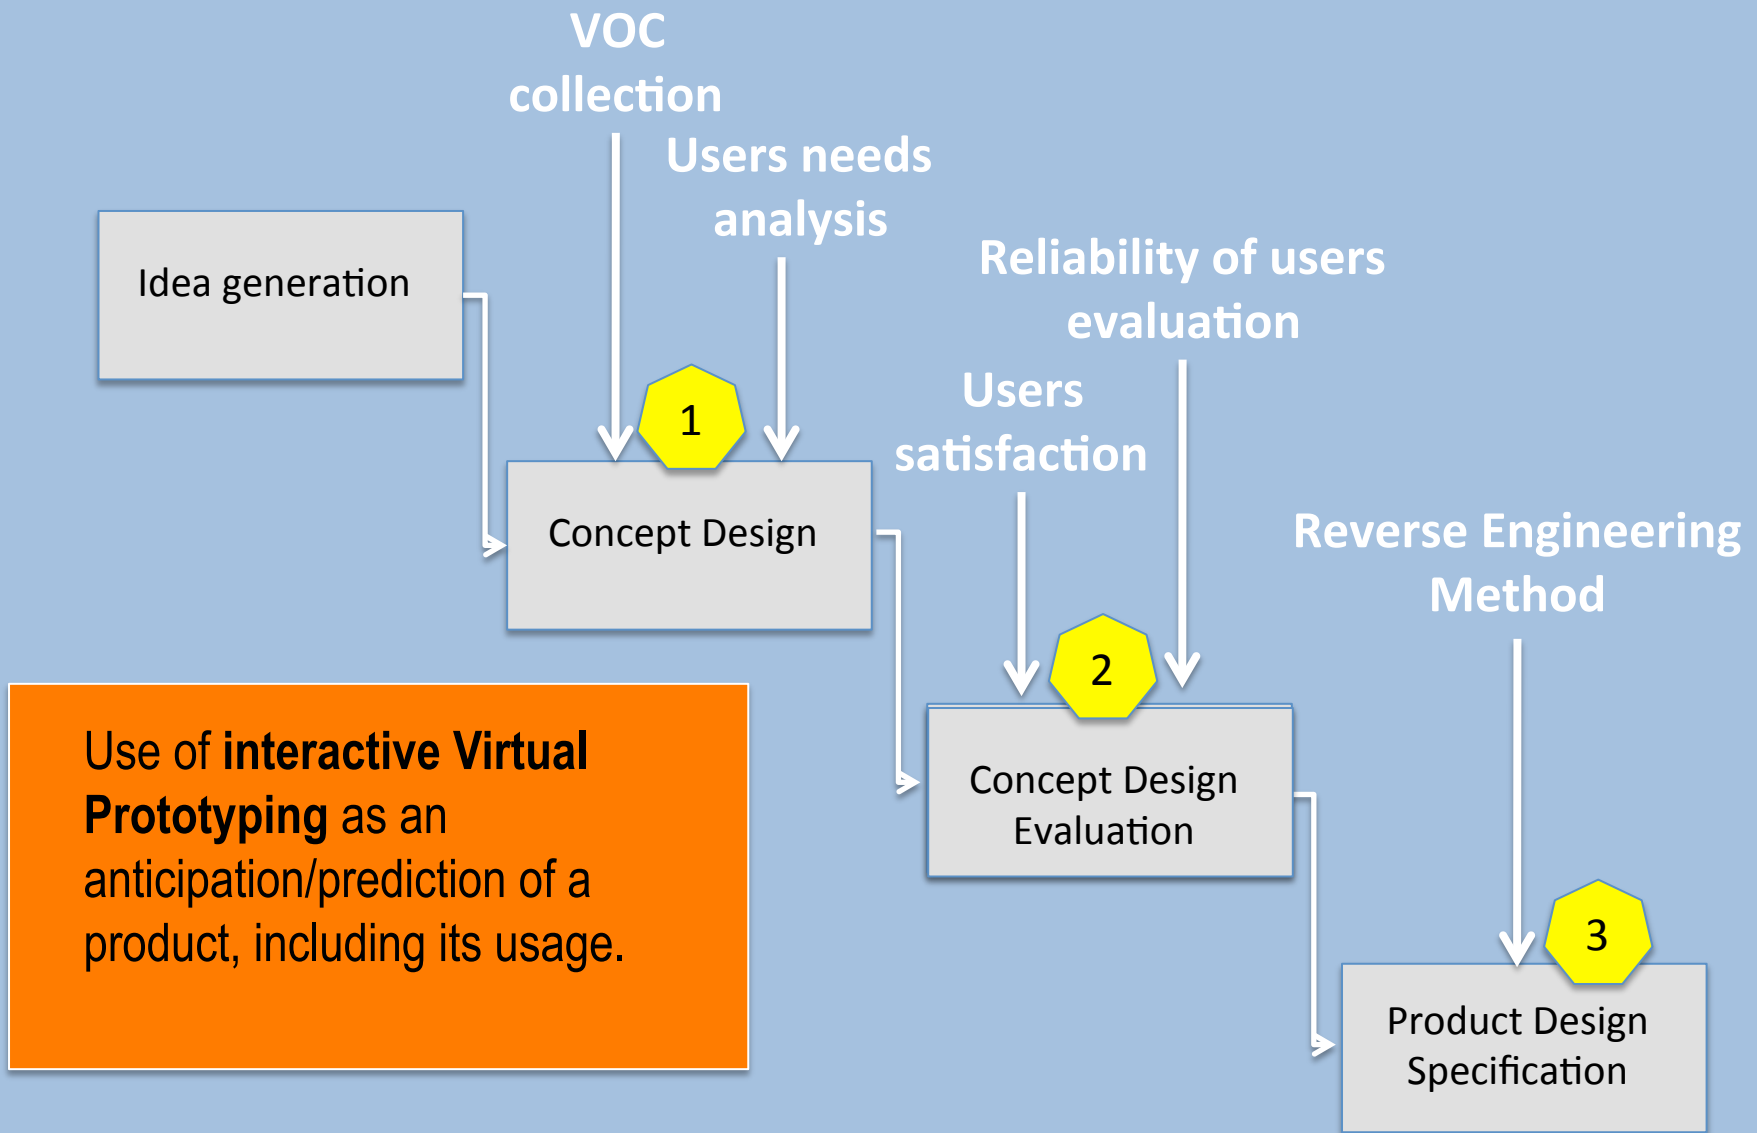 VOC
collection
Users needs
analysis
Idea generation
Reliability of users
evaluation
Users
satisfaction
1
Concept Design
Reverse Engineering
Method
2
Use of interactive Virtual
Prototyping as an
anticipation/prediction of a
product, including its usage.
Concept Design
Evaluation
3
Product Design
Specification